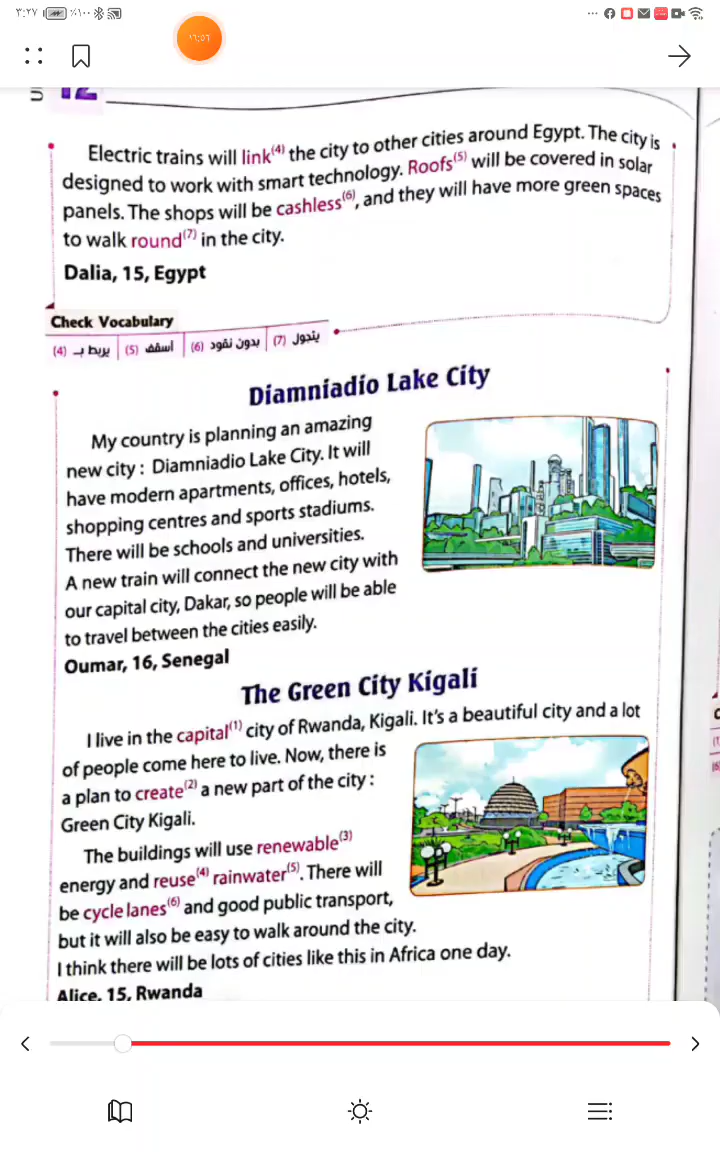 ٣:٢٧
٪١٠٠
١٦:٥٦
12
Electric trains will link(4) the city to other cities around Egypt. The city is
designed to work with smart technology. Roofs(5) will be covered in solar
panels. The shops will be cashless(6), and they will have more green spaces
to walk round(7) in the city.
Dalia, 15, Egypt
Check Vocabulary
(4) يربط بـ (5) أسقف (6) بدون نقود (7) يتجول
Diamniadio Lake City
My country is planning an amazing
new city : Diamniadio Lake City. It will
have modern apartments, offices, hotels,
shopping centres and sports stadiums.
There will be schools and universities.
A new train will connect the new city with
our capital city, Dakar, so people will be able
to travel between the cities easily.
Oumar, 16, Senegal
The Green City Kigali
I live in the capital(1) city of Rwanda, Kigali. It's a beautiful city and a lot
of people come here to live. Now, there is
a plan to create(2) a new part of the city :
Green City Kigali.
The buildings will use renewable(3)
energy and reuse(4) rainwater(5). There will
be cycle lanes(6) and good public transport,
but it will also be easy to walk around the city.
I think there will be lots of cities like this in Africa one day.
Alice, 15, Rwanda